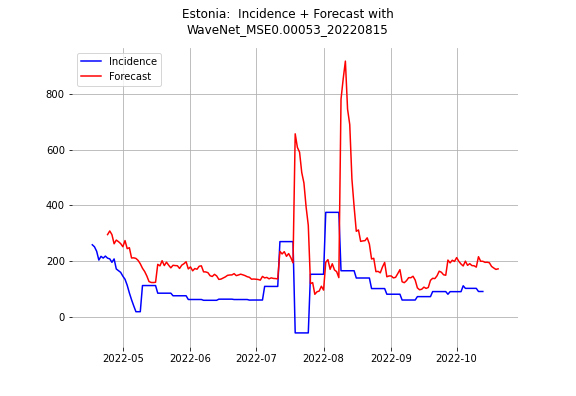 Estonia:  Incidence + Forecast with
WaveNet_MSE0.00053_20220815
Incidence
Forecast
800
600
400
200
0
2022-05 2022-06 2022-07 2022-08 2022-09 2022-10